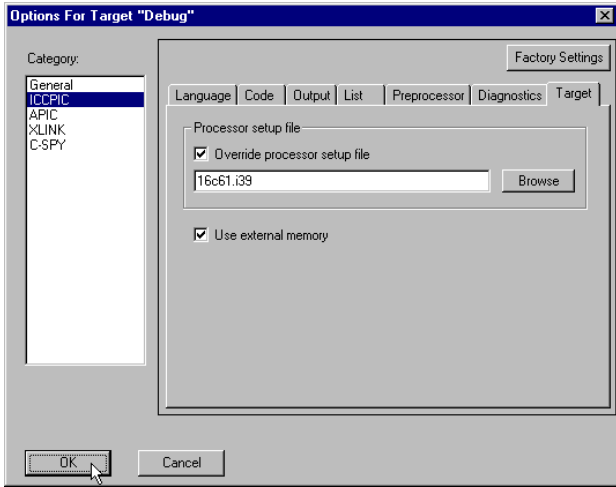 Options For Target "Debug"
Category:
Factory Settings
General
ICCPIC
APIC
XLINK
C-SPY
Language Code Output List Preprocessor Diagnostics Target
Processor setup file
Override processor setup file
16c61.i39
Browse
Use external memory
OK
Cancel